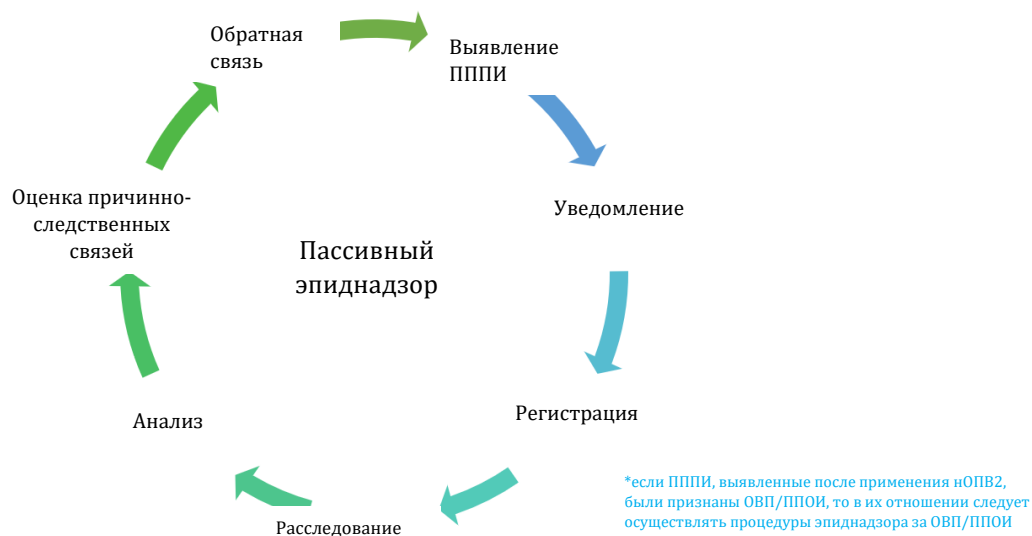 Обратная
связь
Выявление
ПППИ
Уведомление
Регистрация
Расследование
Анализ
Оценка причинно-
следственных
связей
Пассивный
эпиднадзор
*если ПППИ, выявленные после применения нОПВ2,
были признаны ОВП/ППОИ, то в их отношении следует
осуществлять процедуры эпиднадзора за ОВП/ППОИ